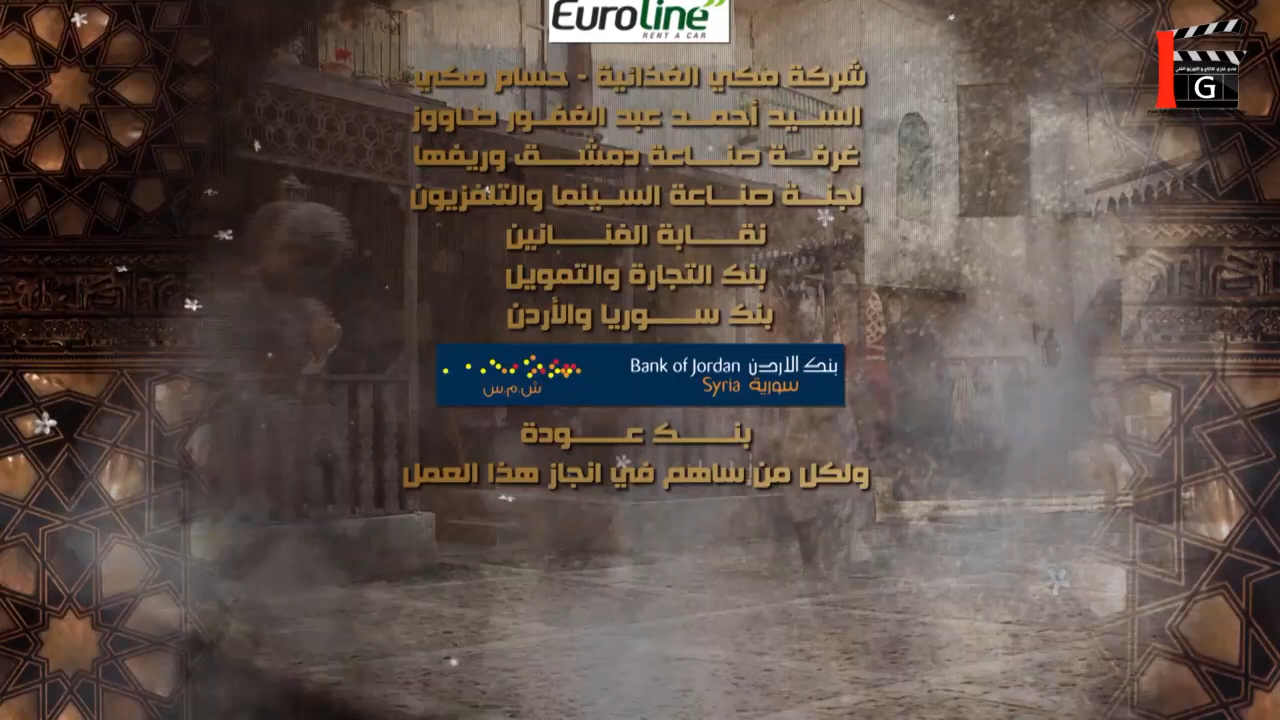 Euroline
RENT A CAR
شركة مكي الغذائية - حسام مكي
السيد أحمد عبد الغفور طاووز
غرفة صناعة دمشق وريفها
لجنة صناعة السينما والتلفزيون
نقابة الفنانين
بنك التجارة والتمويل
بنك سوريا والأردن
Bank of Jordan بنك الاردن
Syria سورية
ش.م.س
بنك عودة
ولكل من ساهم في انجاز هذا العمل
G